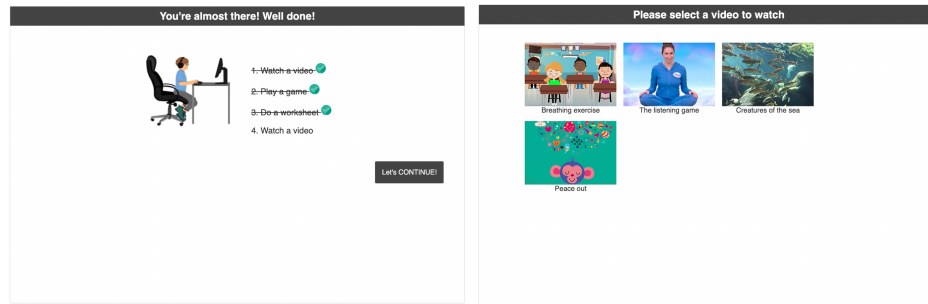 You're almost there! Well done!
1. Watch a video
2. Play a game
3. Do a worksheet
4. Watch a video
Let's CONTINUE!
Please select a video to watch
Breathing exercise
The listening game
Creatures of the sea
Peace out